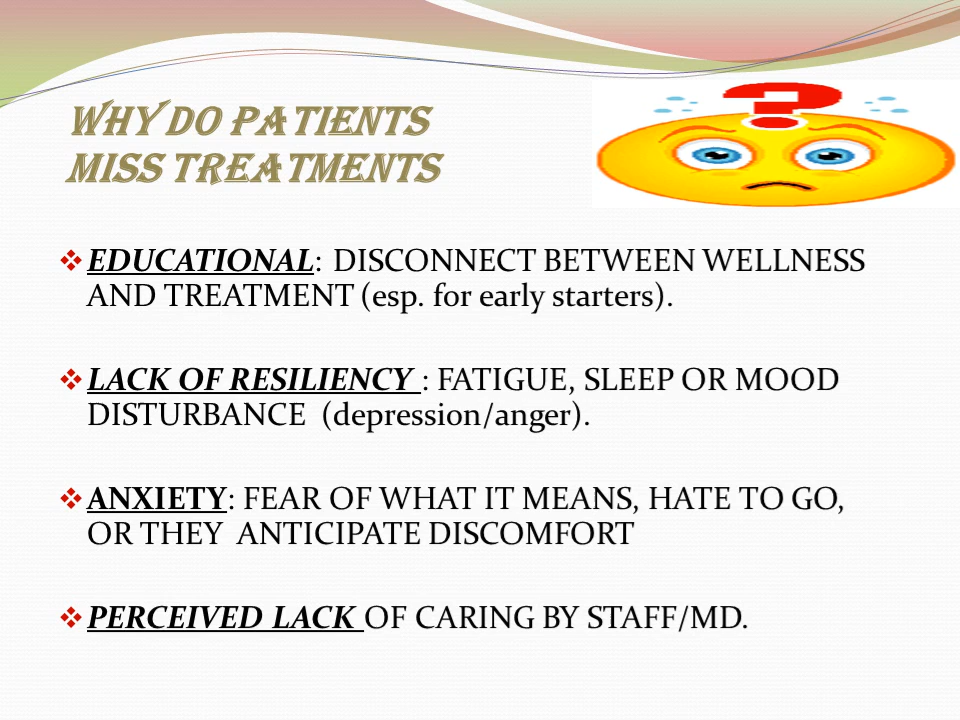 WHY DO PATIENTS
MISS TREATMENTS
?
❖ EDUCATIONAL: DISCONNECT BETWEEN WELLNESS
AND TREATMENT (esp. for early starters).
❖ LACK OF RESILIENCY : FATIGUE, SLEEP OR MOOD
DISTURBANCE (depression/anger).
❖ ANXIETY: FEAR OF WHAT IT MEANS, HATE TO GO,
OR THEY ANTICIPATE DISCOMFORT
❖ PERCEIVED LACK OF CARING BY STAFF/MD.